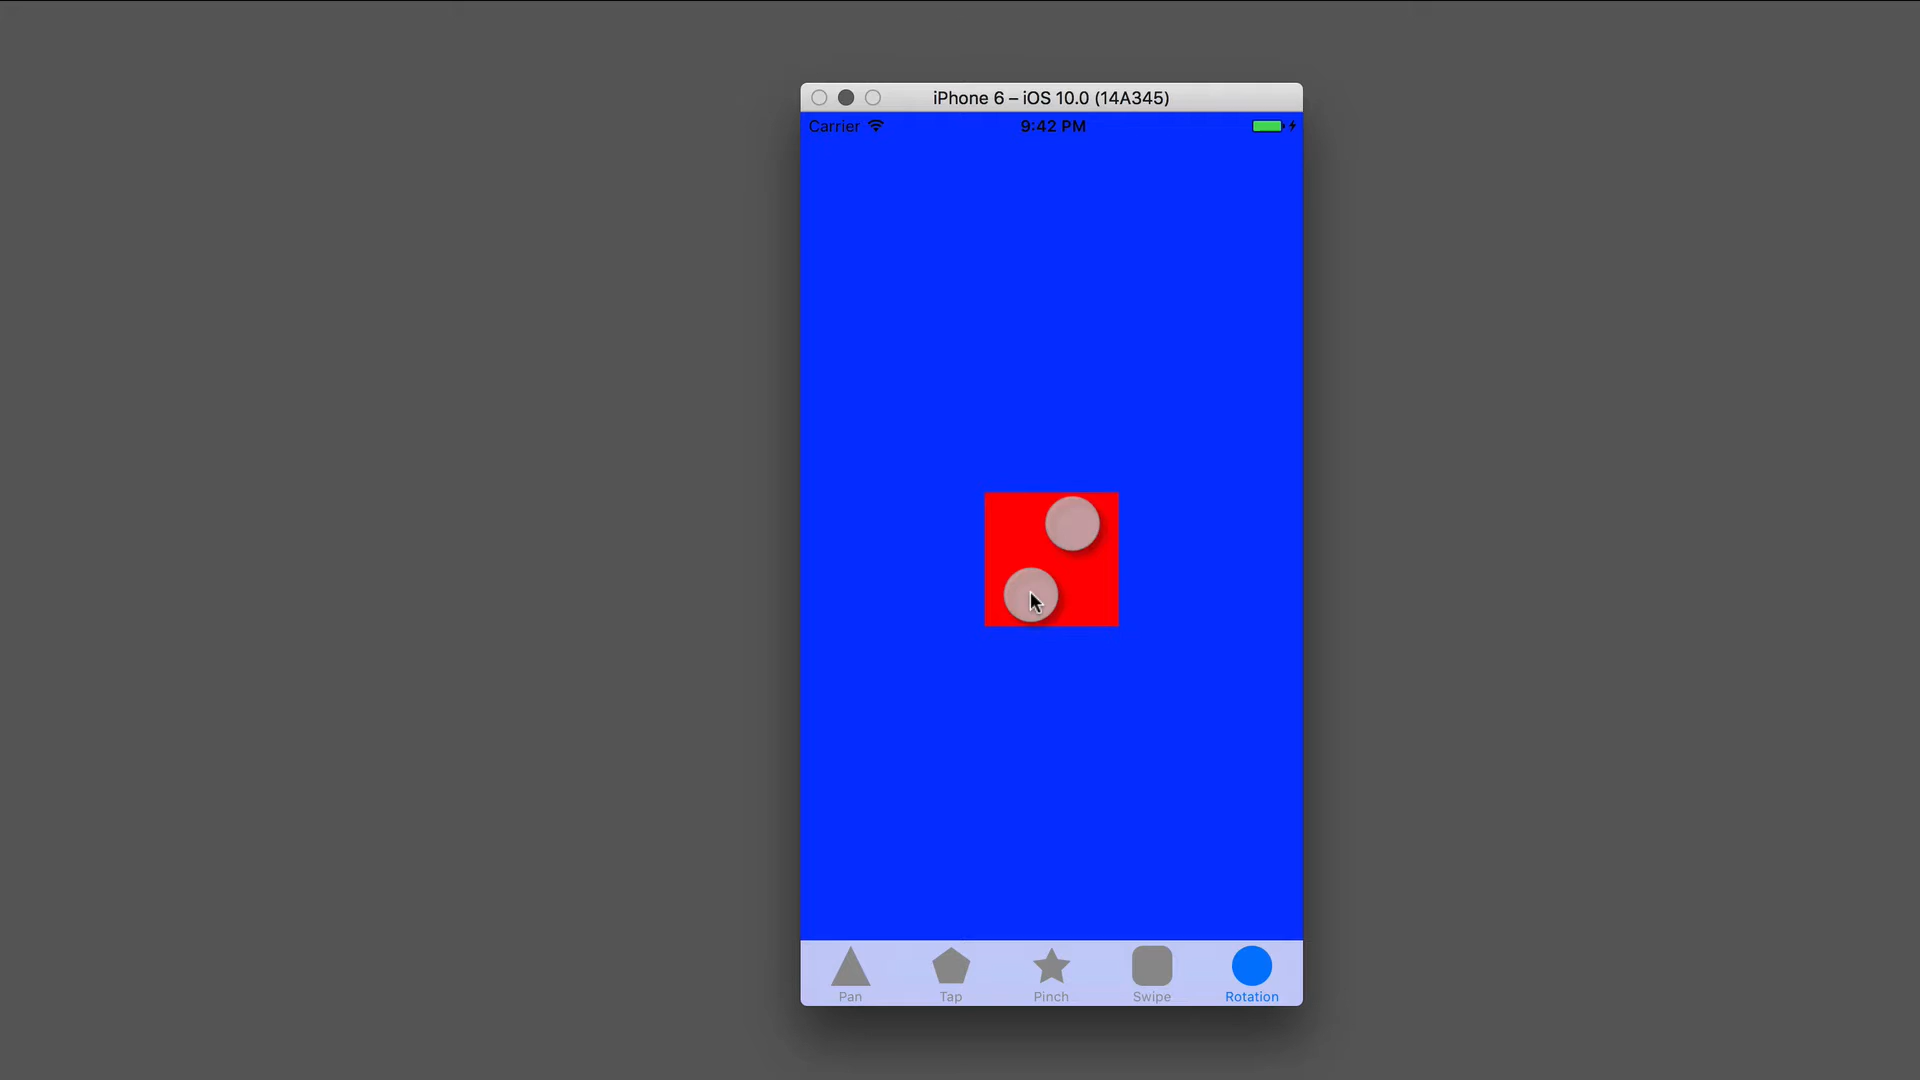 iPhone 6 – iOS 10.0 (14A345)
Carrier 9:42 PM
Pan Tap Pinch Swipe Rotation